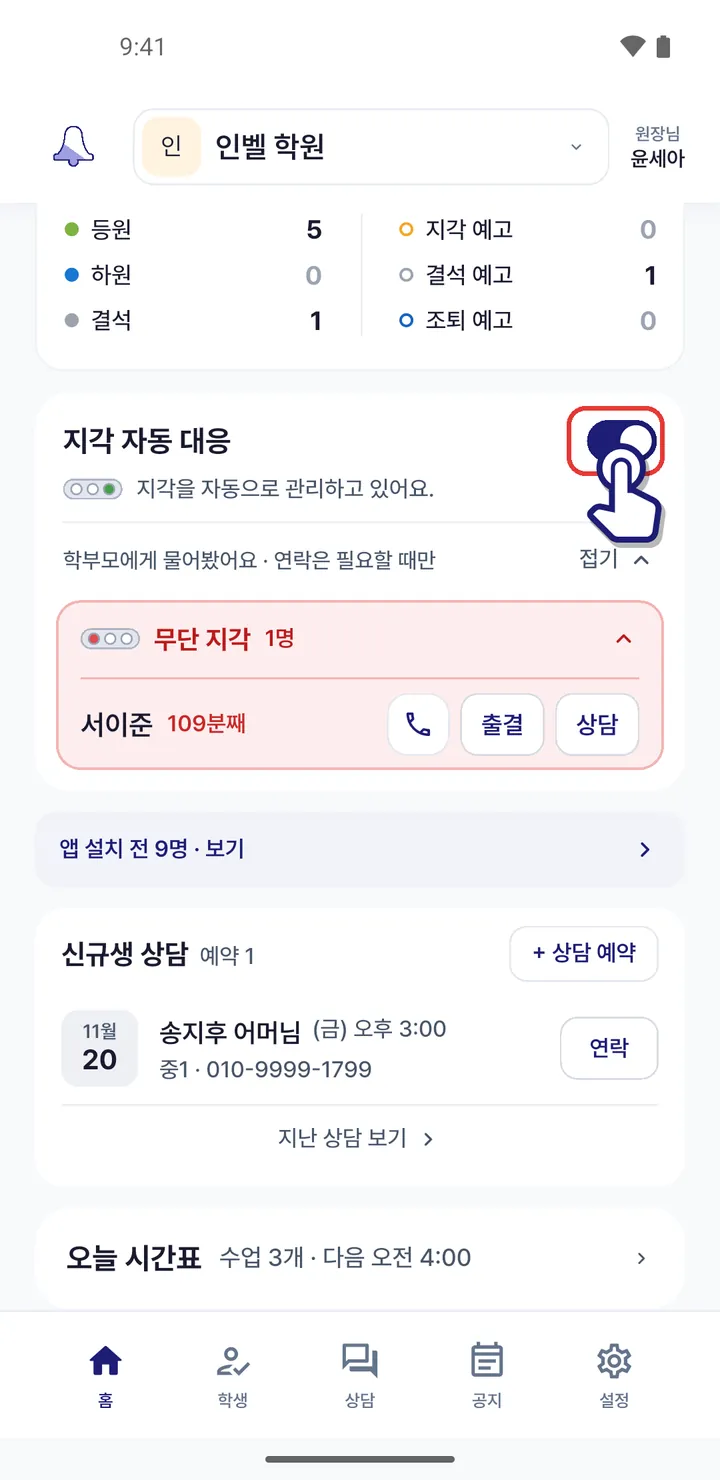 9:41
인 인벨 학원
원장님
윤세아
등원 5 지각 예고 0
하원 0 결석 예고 1
결석 1 조퇴 예고 0
지각 자동 대응
지각을 자동으로 관리하고 있어요.
학부모에게 물어봤어요 · 연락은 필요할 때만 접기
무단 지각 1명
서이준 109분째 출결 상담
앱 설치 전 9명 · 보기
신규생 상담 예약 1 + 상담 예약
11월
20
송지후 어머님 (금) 오후 3:00
중1 · 010-9999-1799
연락
지난 상담 보기
오늘 시간표 수업 3개 · 다음 오전 4:00
홈 학생 상담 공지 설정